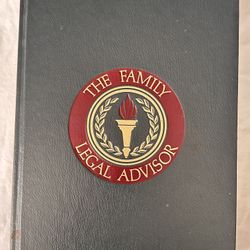 THE FAMILY
LEGAL ADVISOR